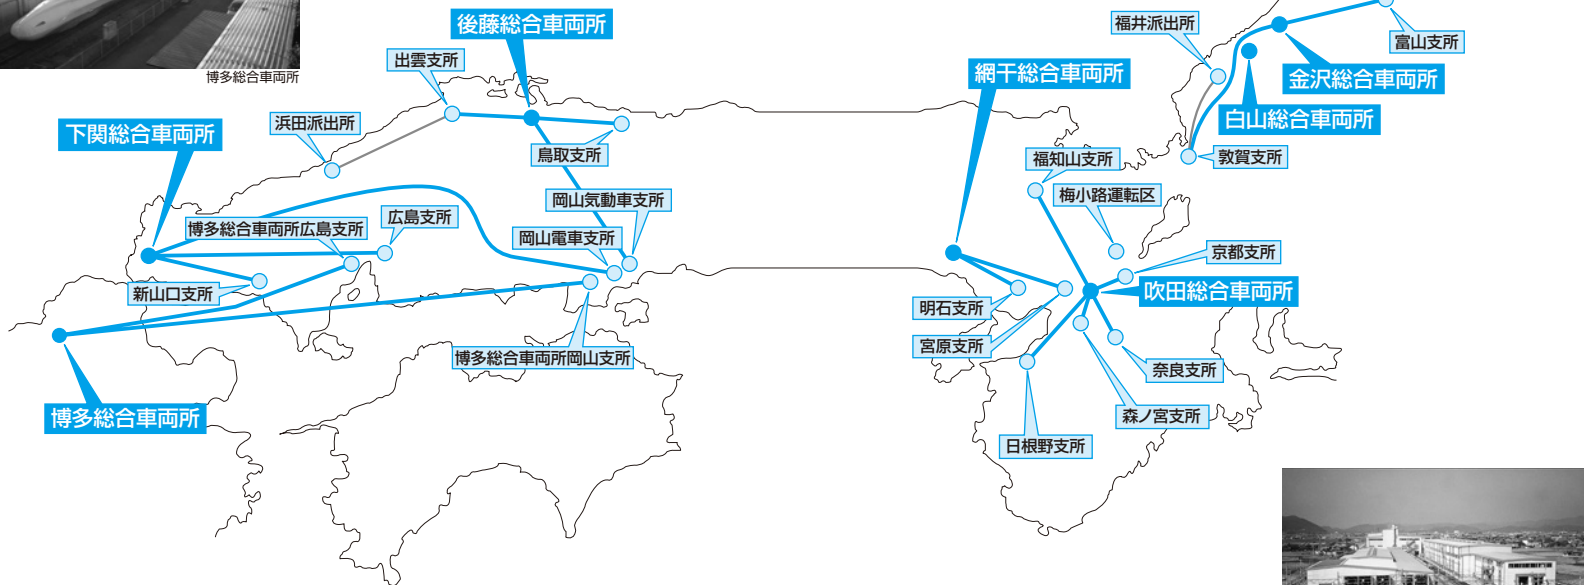 博多総合車両所
後藤総合車両所
出雲支所
浜田派出所
下関総合車両所
鳥取支所
岡山気動車支所
博多総合車両所広島支所
広島支所
岡山電車支所
新山口支所
博多総合車両所岡山支所
博多総合車両所
福井派出所
富山支所
網干総合車両所
金沢総合車両所
白山総合車両所
敦賀支所
福知山支所
梅小路運転区
京都支所
吹田総合車両所
明石支所
宮原支所
奈良支所
森ノ宮支所
日根野支所